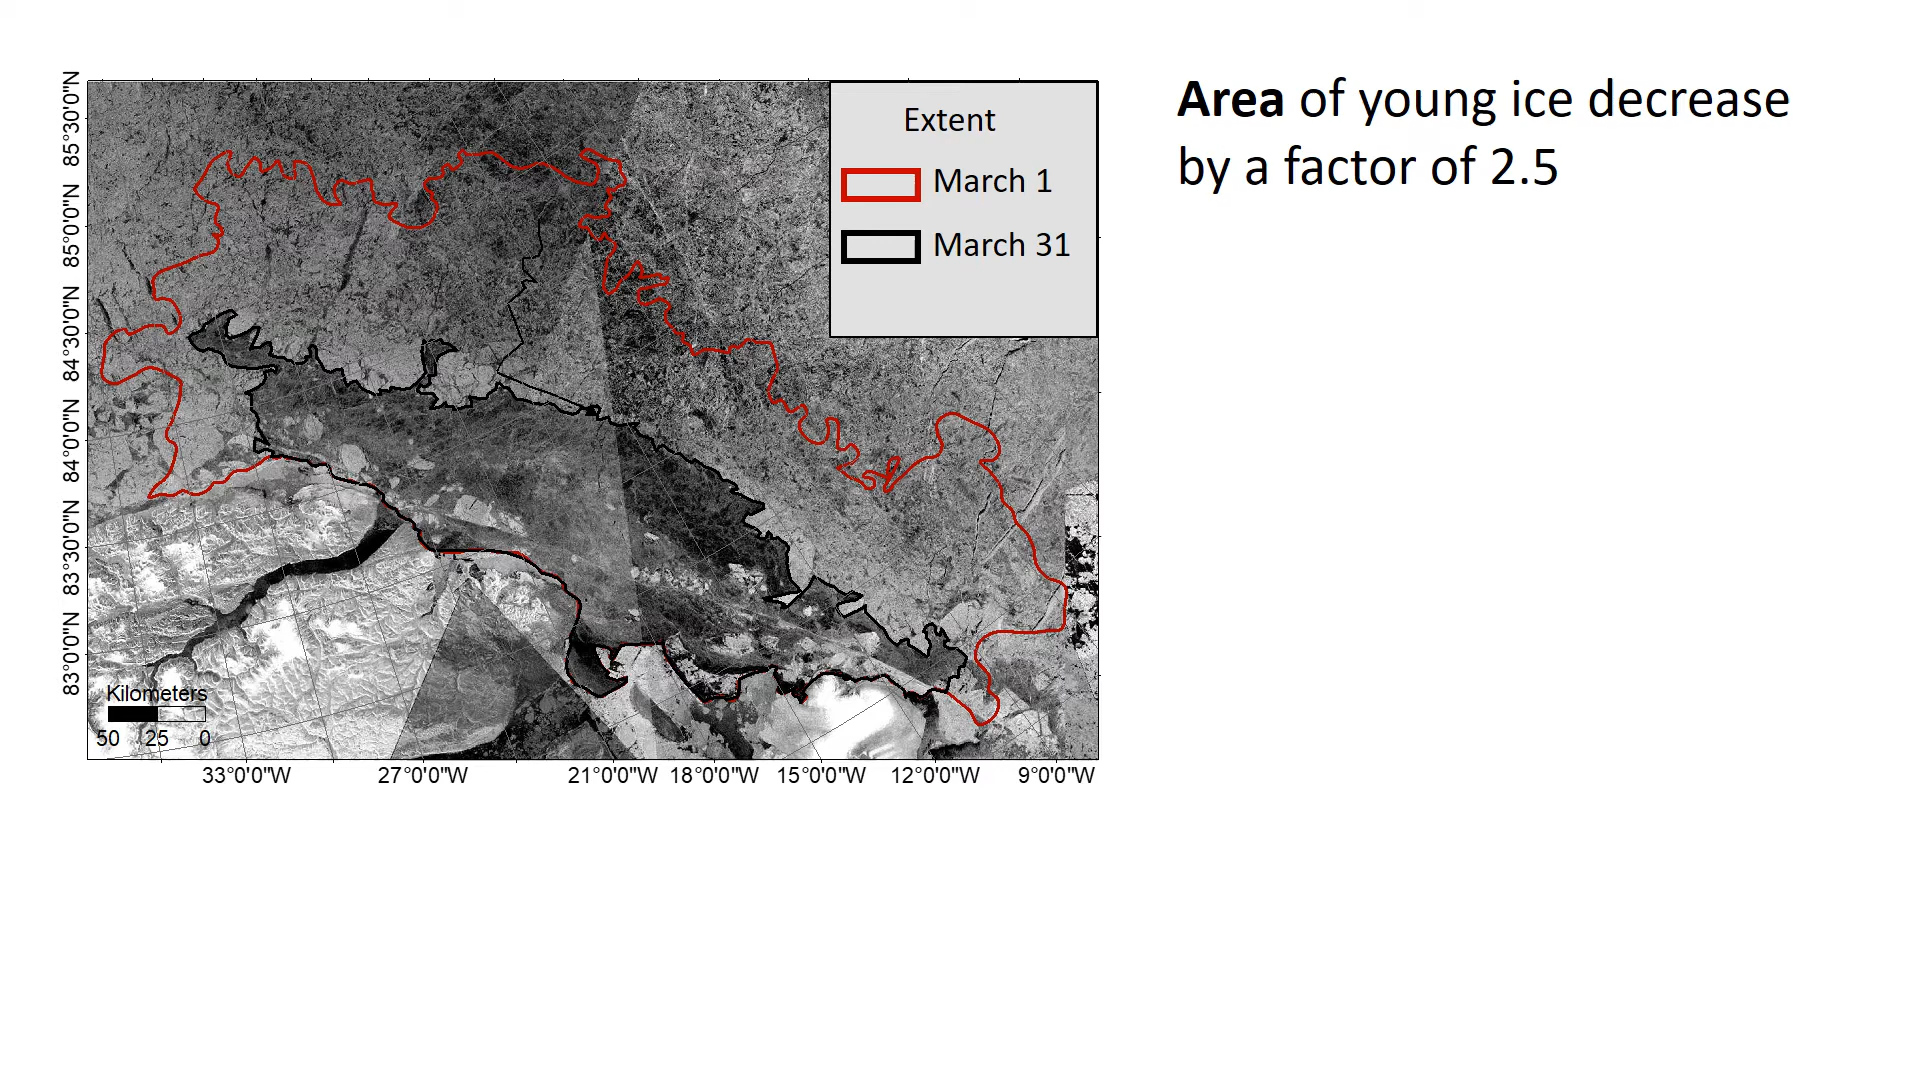 Area of young ice decrease
by a factor of 2.5
Extent
March 1
March 31
85°30'0"N
85°0'0"N
84°30'0"N
84°0'0"N
83°30'0"N
83°0'0"N
Kilometers
50 25 0
33°0'0"W 27°0'0"W 21°0'0"W 18°0'0"W 15°0'0"W 12°0'0"W 9°0'0"W